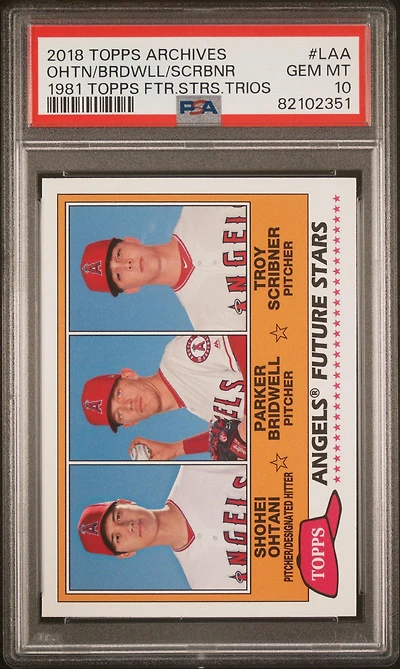 2018 TOPPS ARCHIVES #LAA
OHTN/BRDWLL/SCRBNR GEM MT
1981 TOPPS FTR.STRS.TRIOS 10
PSA 82102351
SHOHEI
OHTANI
PITCHER/DESIGNATED HITTER
PARKER
BRIDWELL
PITCHER
TROY
SCRIBNER
PITCHER
TOPPS
ANGELS® FUTURE STARS